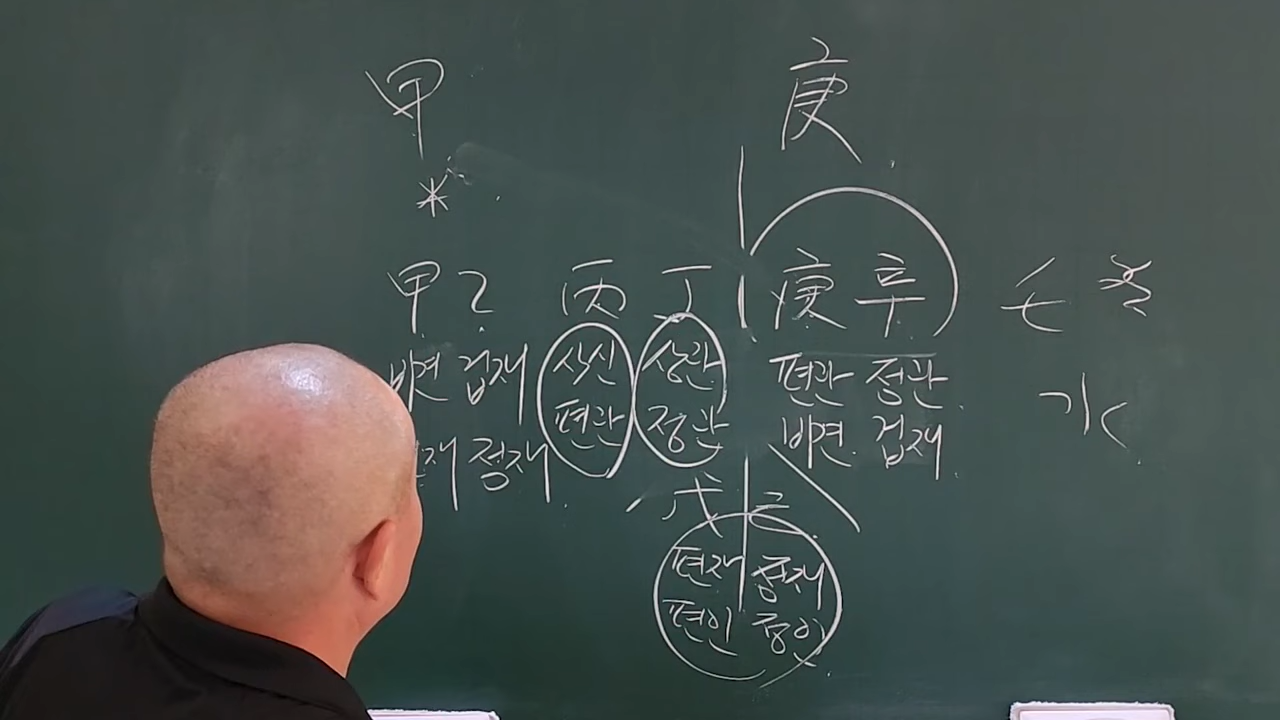 甲 庚
*
甲 乙 丙 丁 庚 辛 壬 癸
비견 겁재 식신 상관 편관 정관
재 정재 편관 정관 비견 겁재
戊 己
편재 정재
편인 정인